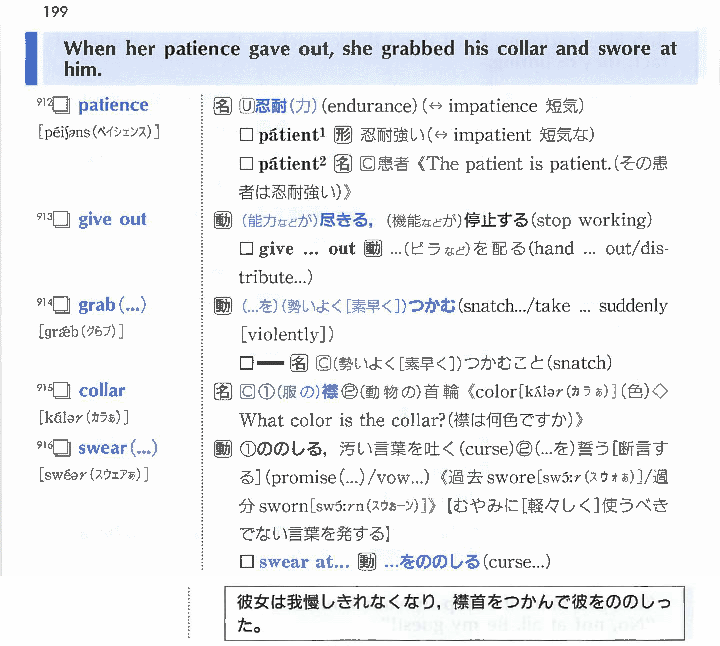 199
When her patience gave out, she grabbed his collar and swore at
him.
912 patience
[péiʃəns(ペイシェンス)]
名 Ⓤ忍耐(力)(endurance)(↔ impatience 短気)
□ pátient¹ 形 忍耐強い(↔ impatient 短気な)
□ pátient² 名 Ⓒ患者《The patient is patient.(その患
者は忍耐強い)》
913 give out
動 (能力などが)尽きる，(機能などが)停止する(stop working)
□ give ... out 動 ...(ビラなど)を配る(hand ... out/dis-
tribute...)
914 grab(...)
[græb(グらブ)]
動 (...を)(勢いよく[素早く])つかむ(snatch.../take ... suddenly
[violently])
□━ 名 Ⓒ(勢いよく[素早く])つかむこと(snatch)
915 collar
[kɑ́lər(カラぁ)]
名 Ⓒ①(服の)襟②(動物の)首輪《color[kʌ́lər(カラぁ)](色)◇
What color is the collar?(襟は何色ですか)》
916 swear(...)
[swéər(スウェアぁ)]
動 ①ののしる，汚い言葉を吐く(curse)②(...を)誓う[断言す
る](promise(...)/vow...)《過去 swore[swɔ́ːr(スウォぁ)]/過
分 sworn[swɔ́ːrn(スウぉーン)]》【むやみに[軽々しく]使うべき
でない言葉を発する】
□ swear at... 動 ...をののしる(curse...)
彼女は我慢しきれなくなり，襟首をつかんで彼をののしっ
た。